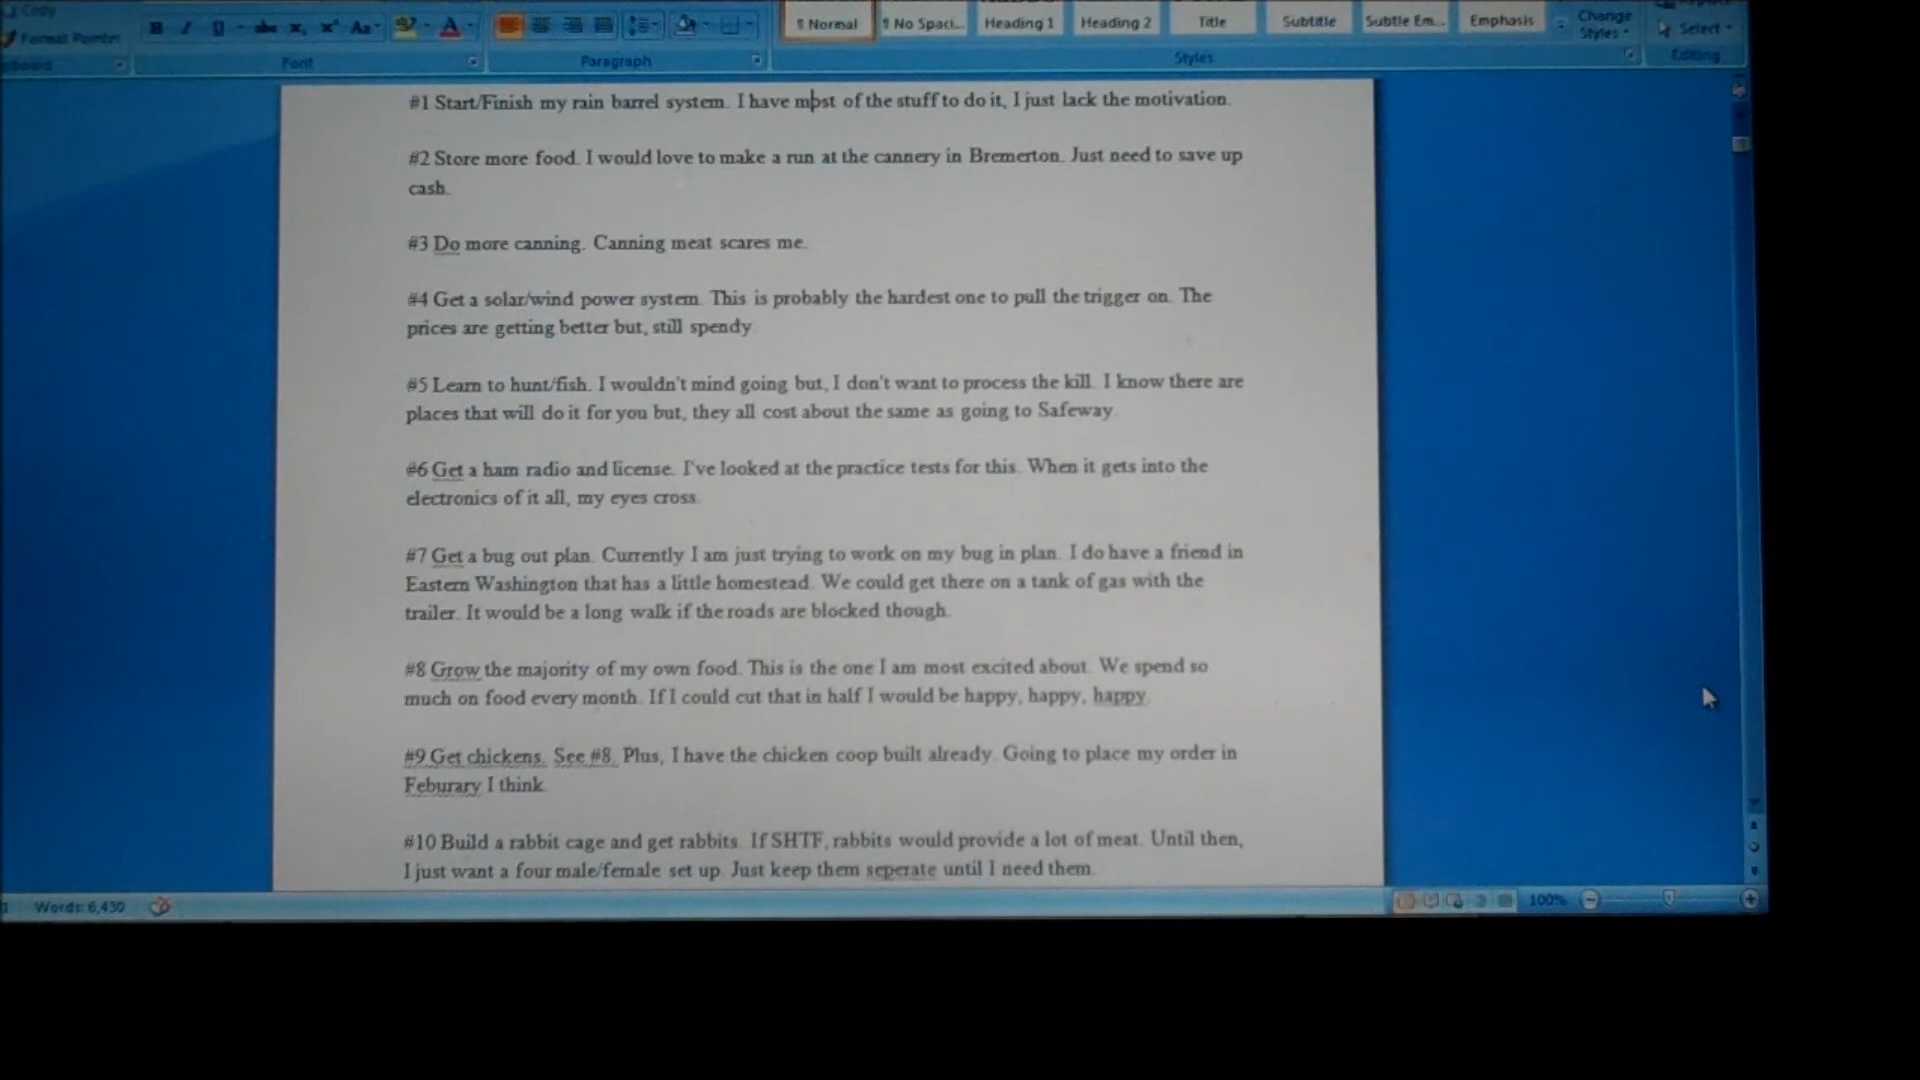 Copy
Format Painter
Font
Paragraph
Normal
No Spaci...
Heading 1
Heading 2
Title
Subtitle
Subtle Em...
Emphasis
Change
Styles
Select
Styles
Editing
#1 Start/Finish my rain barrel system. I have most of the stuff to do it, I just lack the motivation.
#2 Store more food. I would love to make a run at the cannery in Bremerton. Just need to save up
cash.
#3 Do more canning. Canning meat scares me.
#4 Get a solar/wind power system. This is probably the hardest one to pull the trigger on. The
prices are getting better but, still spendy.
#5 Learn to hunt/fish. I wouldn't mind going but, I don't want to process the kill. I know there are
places that will do it for you but, they all cost about the same as going to Safeway.
#6 Get a ham radio and license. I've looked at the practice tests for this. When it gets into the
electronics of it all, my eyes cross.
#7 Get a bug out plan. Currently I am just trying to work on my bug in plan. I do have a friend in
Eastern Washington that has a little homestead. We could get there on a tank of gas with the
trailer. It would be a long walk if the roads are blocked though.
#8 Grow the majority of my own food. This is the one I am most excited about. We spend so
much on food every month. If I could cut that in half I would be happy, happy, happy.
#9 Get chickens. See #8. Plus, I have the chicken coop built already. Going to place my order in
Feburary I think.
#10 Build a rabbit cage and get rabbits. If SHTF, rabbits would provide a lot of meat. Until then,
I just want a four male/female set up. Just keep them seperate until I need them.
Words: 6,430
100%